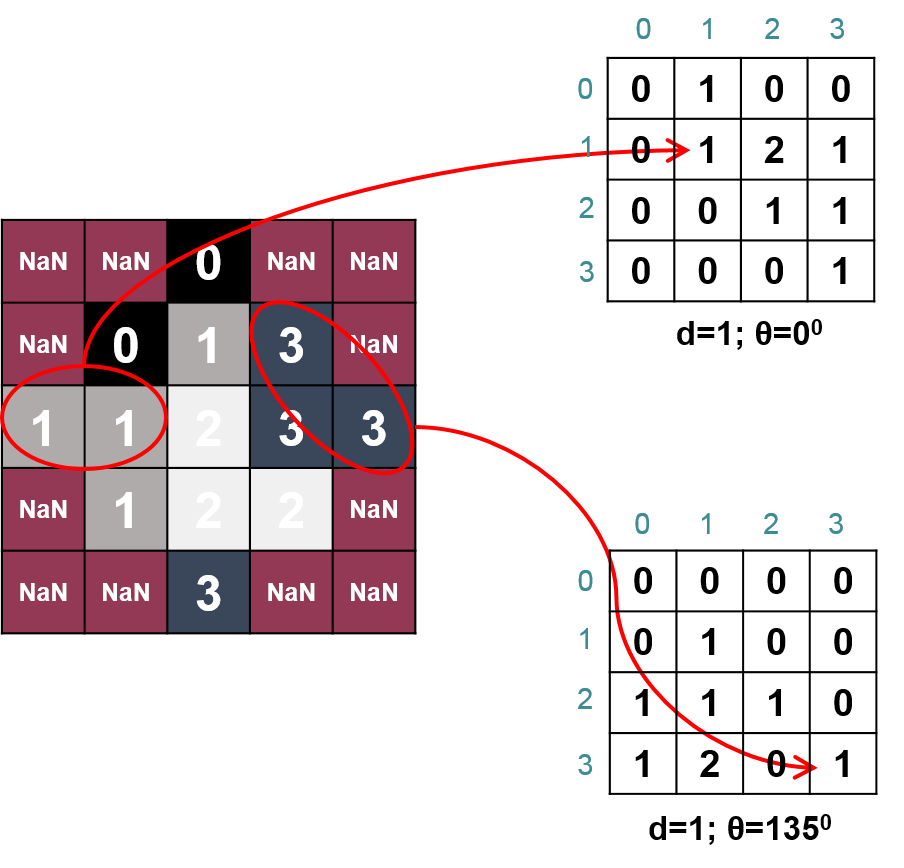 NaN NaN 0 NaN NaN
NaN 0 1 3 NaN
1 1 2 3 3
NaN 1 2 2 NaN
NaN NaN 3 NaN NaN
0 1 2 3
0 0 1 0 0
1 0 1 2 1
2 0 0 1 1
3 0 0 0 1
d=1; θ=0⁰
0 1 2 3
0 0 0 0 0
1 0 1 0 0
2 1 1 1 0
3 1 2 0 1
d=1; θ=135⁰